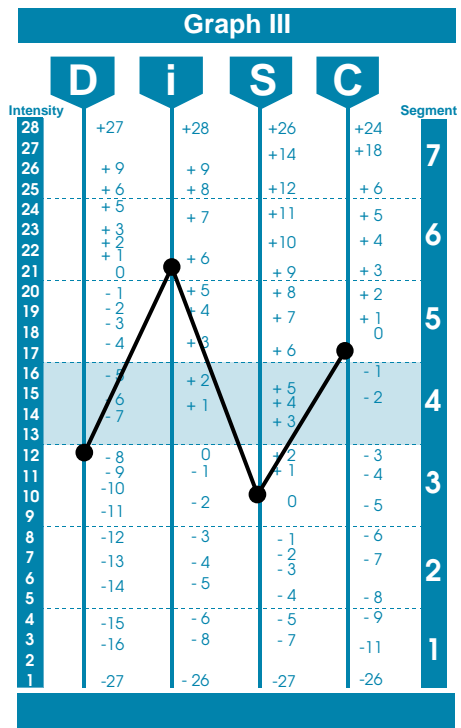 Graph III
D i S C
Intensity Segment
28 +27 +28 +26 +24
27 +14 +18 7
26 + 9 + 9
25 + 6 + 8 +12 + 6
24 + 5 + 7 +11 + 5
23 + 3 6
22 + 2 +10 + 4
+ 1 + 6
21 0 + 9 + 3
20 - 1 + 5 + 8 + 2
19 - 2 + 4 + 7 + 1 5
18 - 3 0
17 - 4 + 3 + 6
16 - 5 + 2 - 1
15 - 6 + 1 + 5 - 2 4
14 - 7 + 4
13 + 3
12 - 8 0 + 2 - 3
11 - 9 - 1 + 1 - 4 3
10 -10 - 2 0 - 5
9 -11
8 -12 - 3 - 1 - 6
7 -13 - 4 - 2 - 7 2
6 -14 - 5 - 3
5 - 4 - 8
4 -15 - 6 - 5 - 9
3 -16 - 8 - 7 -11 1
2
1 -27 - 26 -27 -26